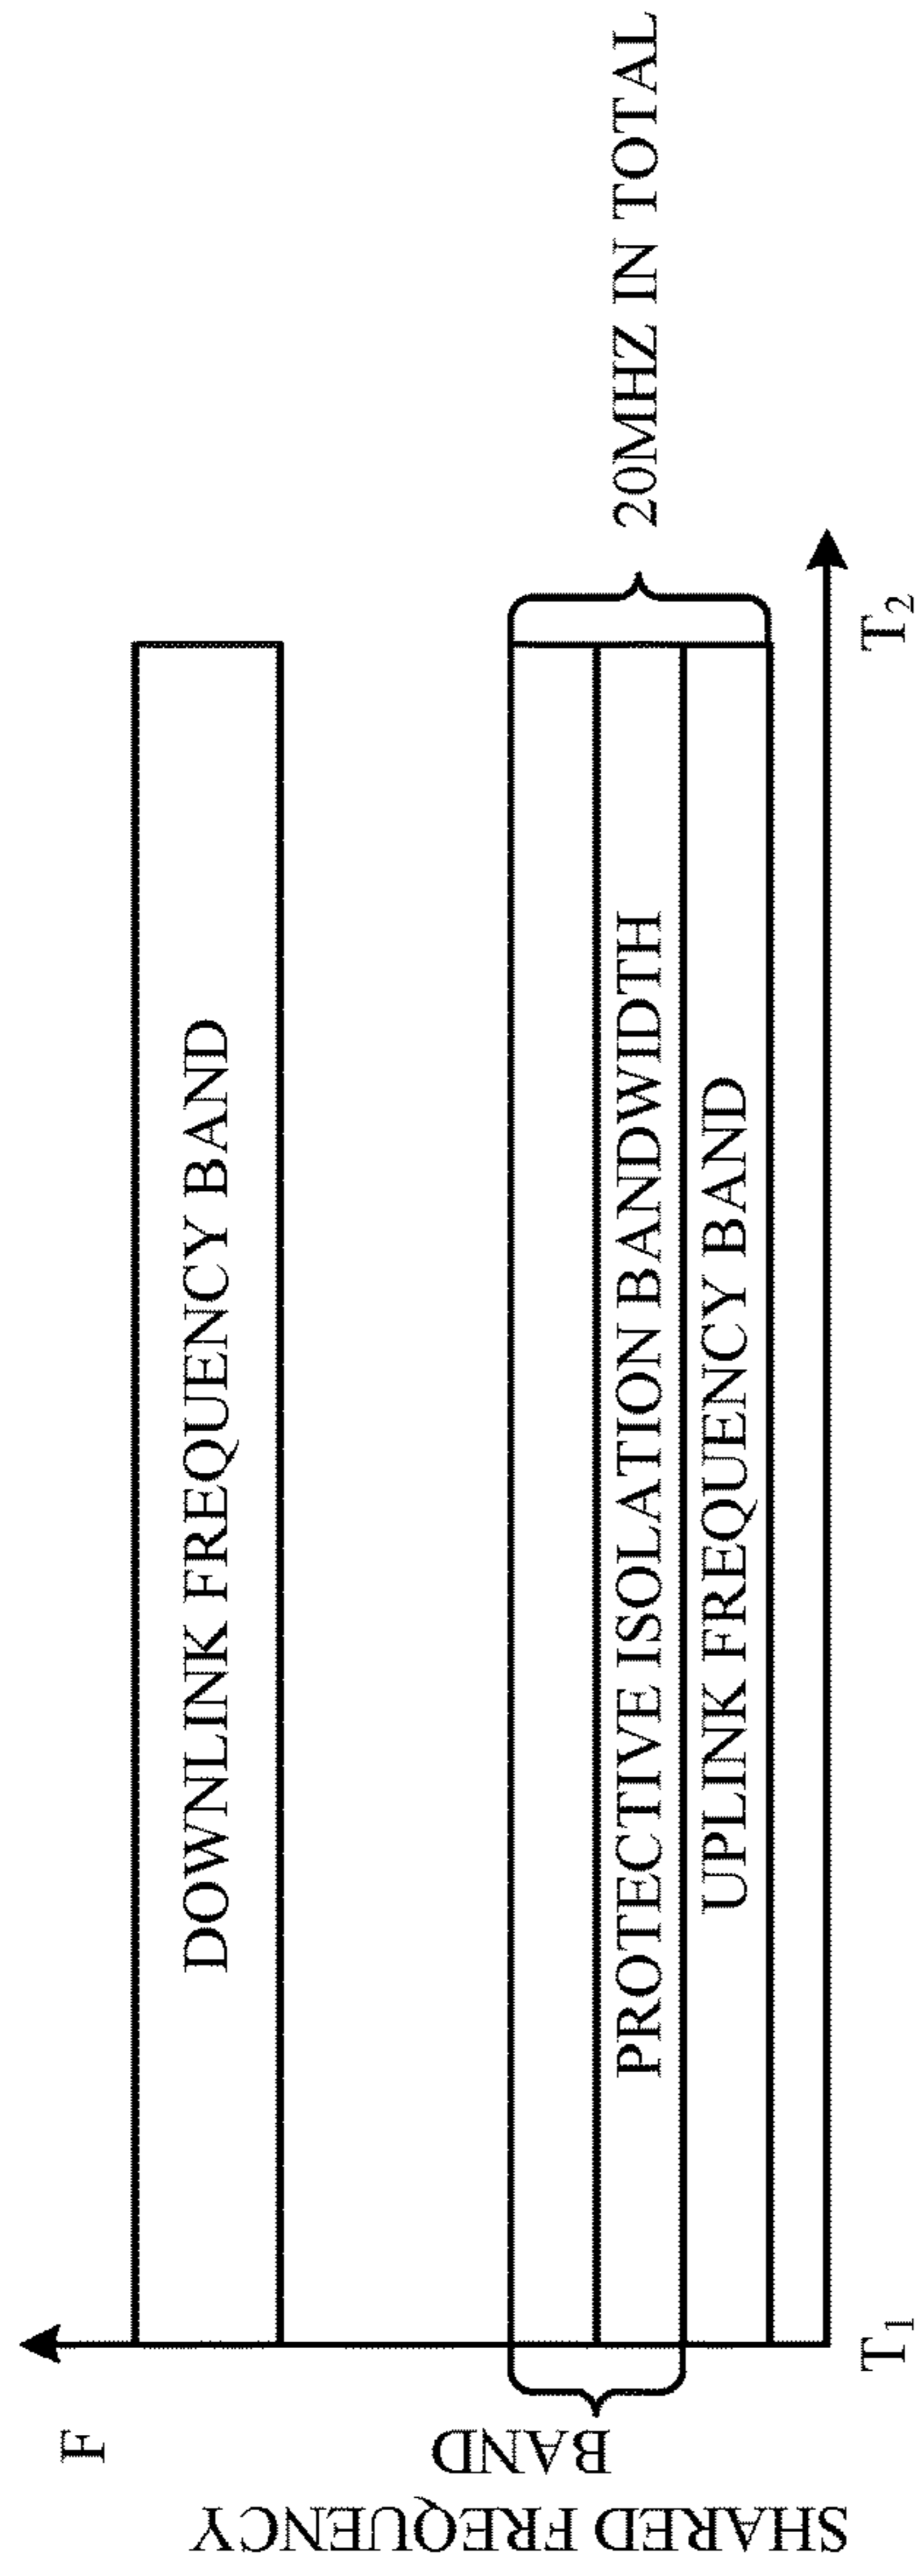 F
DOWNLINK FREQUENCY BAND
SHARED FREQUENCY
BAND
PROTECTIVE ISOLATION BANDWIDTH
UPLINK FREQUENCY BAND
20MHZ IN TOTAL
T1
T2